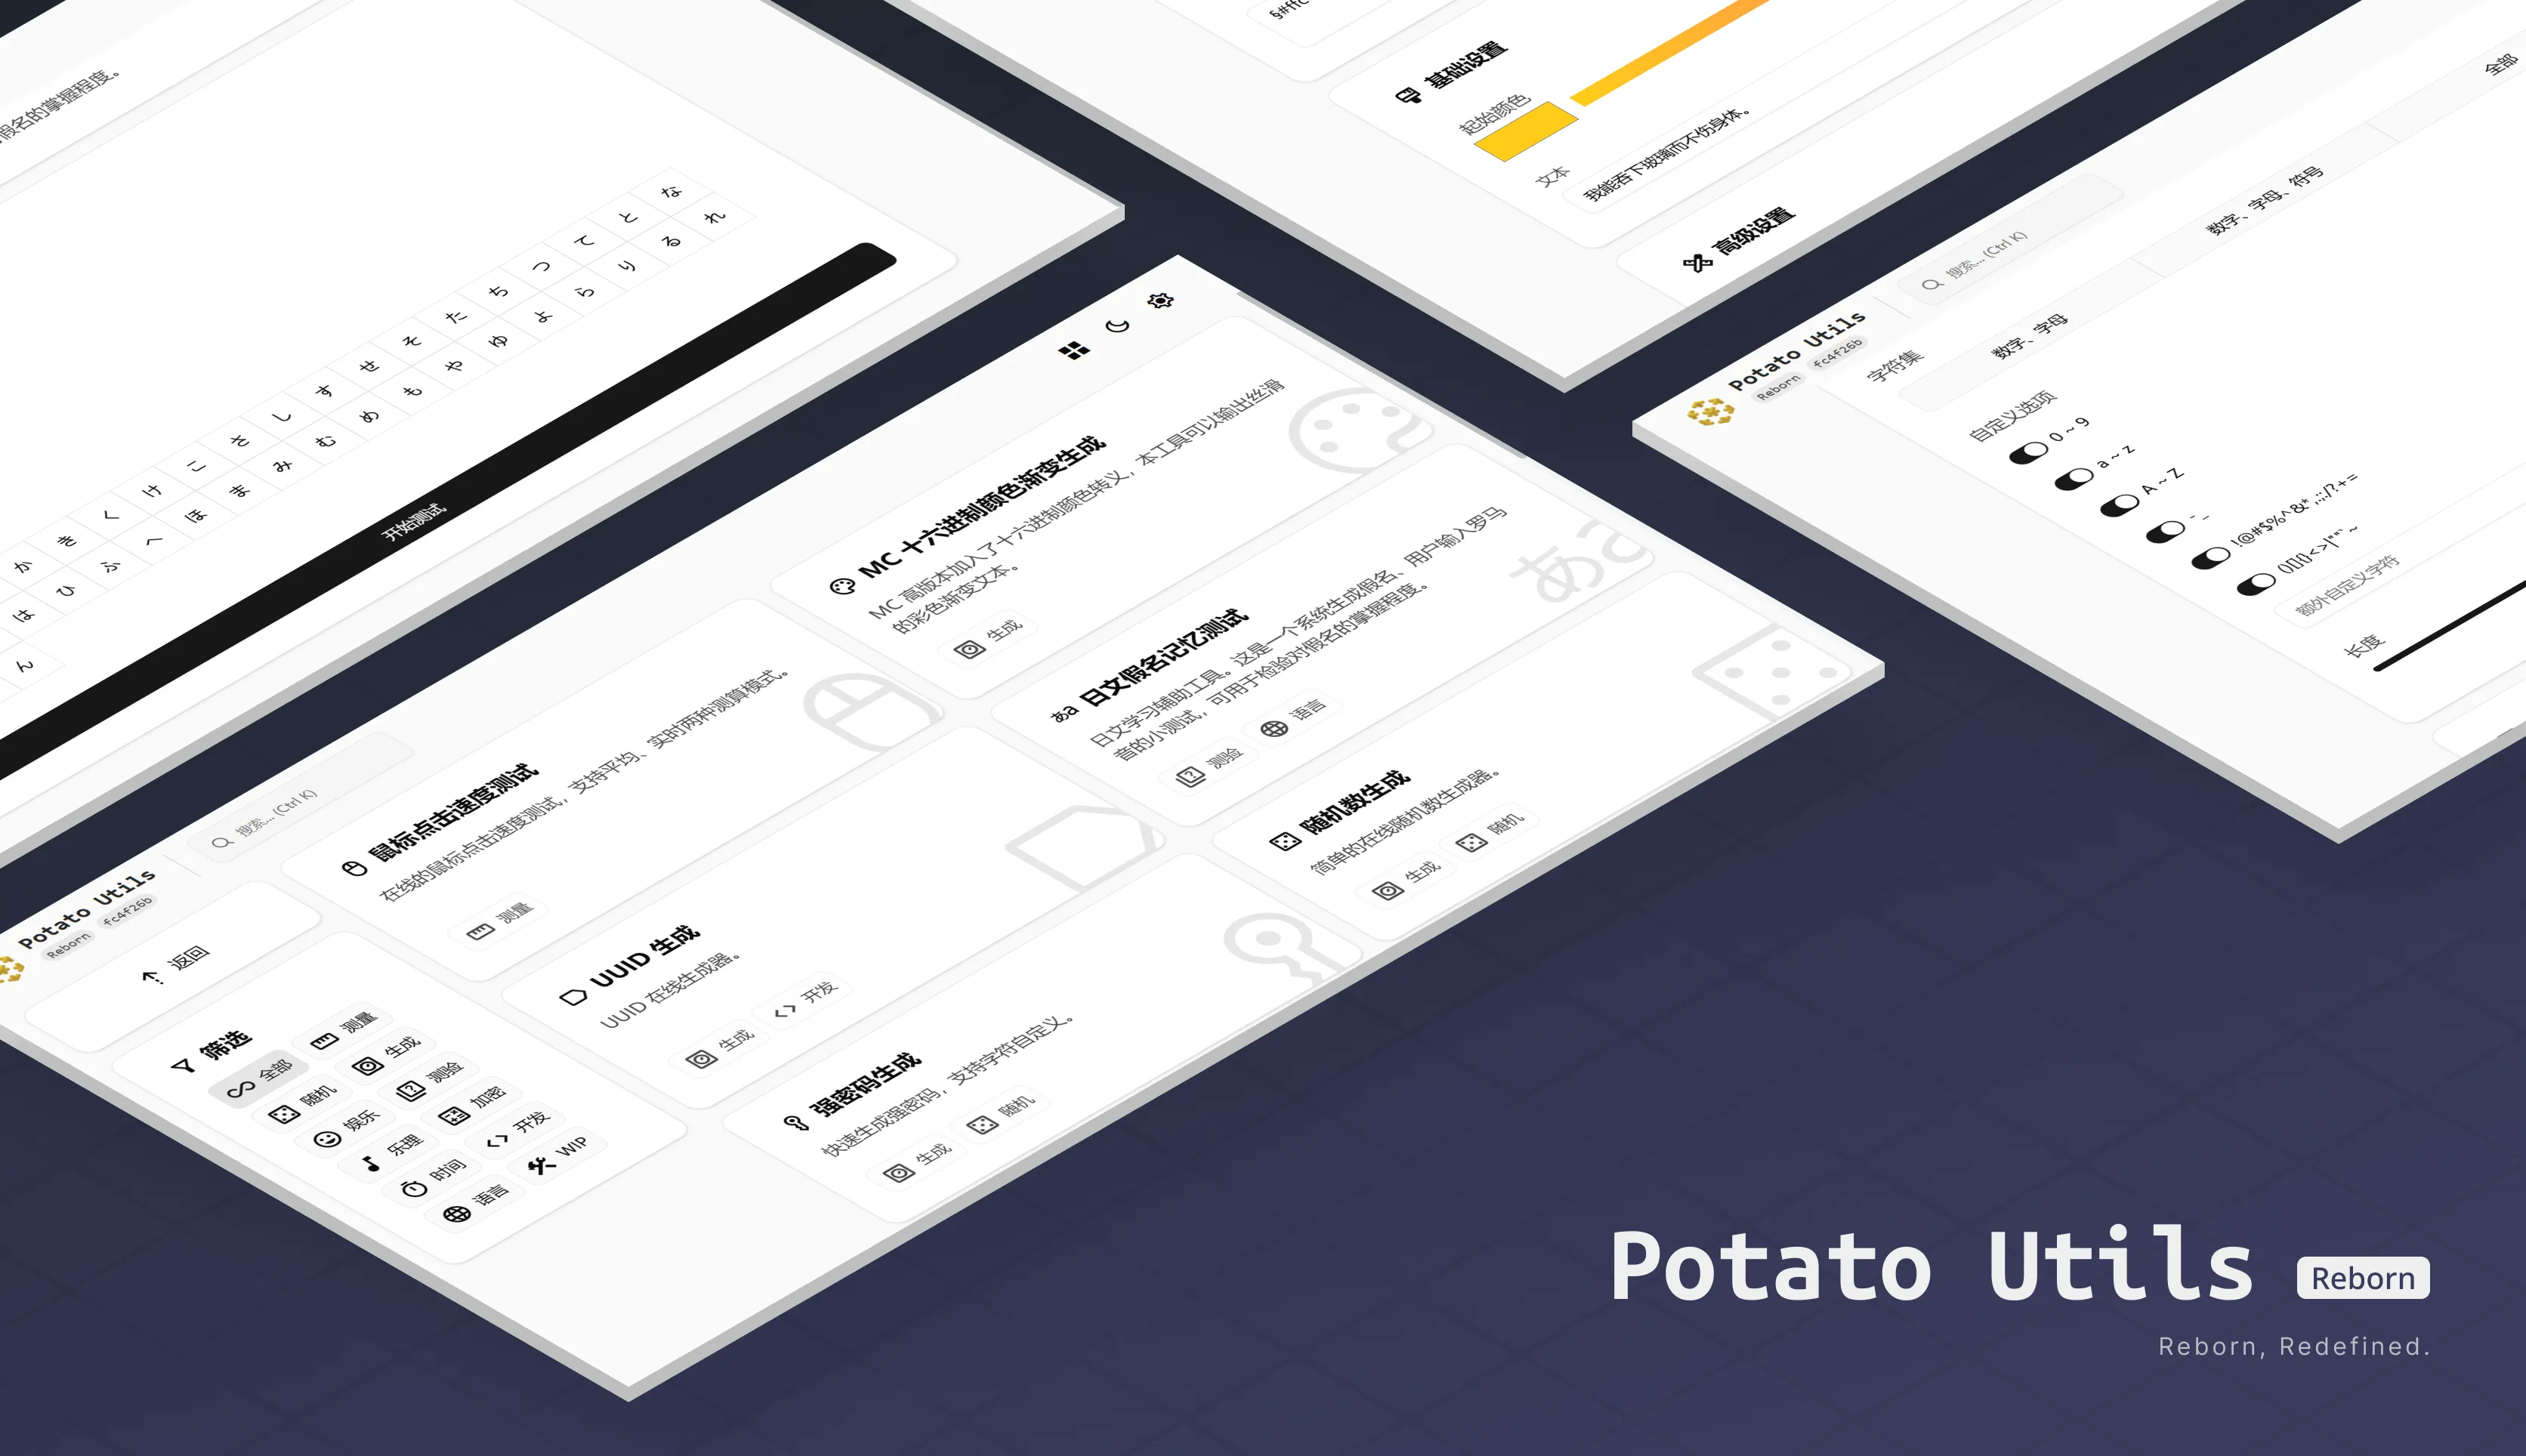 假名的掌握程度。
かきくけこさしすせそたちつてとな
はひふへほまみむめもやゆよらりるれ
ん
开始测试
§#ffc
基础设置
起始颜色
文本
我能吞下玻璃而不伤身体。
高级设置
Potato Utils
Reborn fc4f26b
搜索... (Ctrl K)
字符集
数字、字母
数字、字母、符号
全部
自定义选项
0 ~ 9
a ~ z
A ~ Z
-_
!@#$%^&* .;:/?+=
()[]{}<>|"'` ~
额外自定义字符
长度
Potato Utils
Reborn fc4f26b
搜索... (Ctrl K)
返回
筛选
全部 测量
随机 生成
娱乐 测验
乐理 加密
时间 开发
语言 WIP
鼠标点击速度测试
在线的鼠标点击速度测试，支持平均、实时两种测算模式。
测量
MC 十六进制颜色渐变生成
MC 高版本加入了十六进制颜色转义，本工具可以输出丝滑
的彩色渐变文本。
生成
UUID 生成
UUID 在线生成器。
生成 开发
あa 日文假名记忆测试
日文学习辅助工具。这是一个系统生成假名、用户输入罗马
音的小测试，可用于检验对假名的掌握程度。
测验 语言
あa
强密码生成
快速生成强密码，支持字符自定义。
生成 随机
随机数生成
简单的在线随机数生成器。
生成 随机
Potato Utils Reborn
Reborn, Redefined.